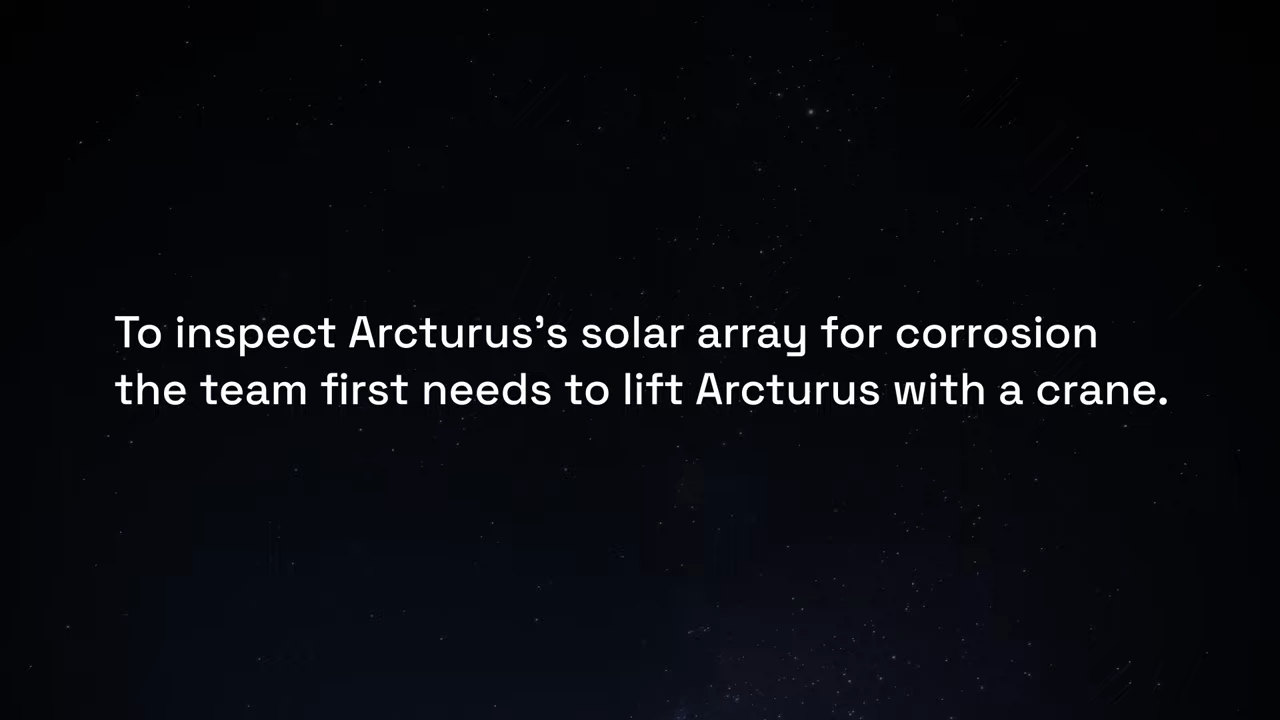 To inspect Arcturus’s solar array for corrosion
the team first needs to lift Arcturus with a crane.